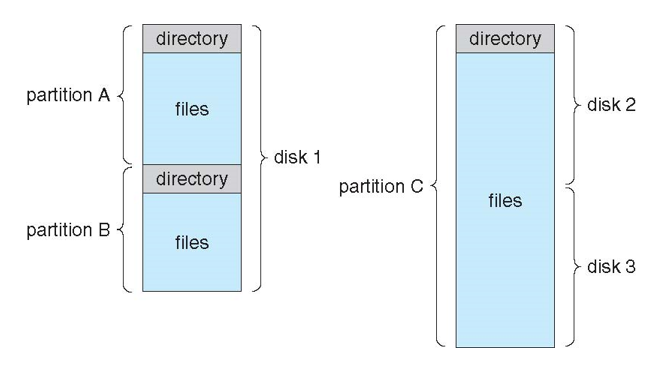 directory
partition A
files
disk 1
directory
partition B
files
directory
disk 2
partition C
files
disk 3